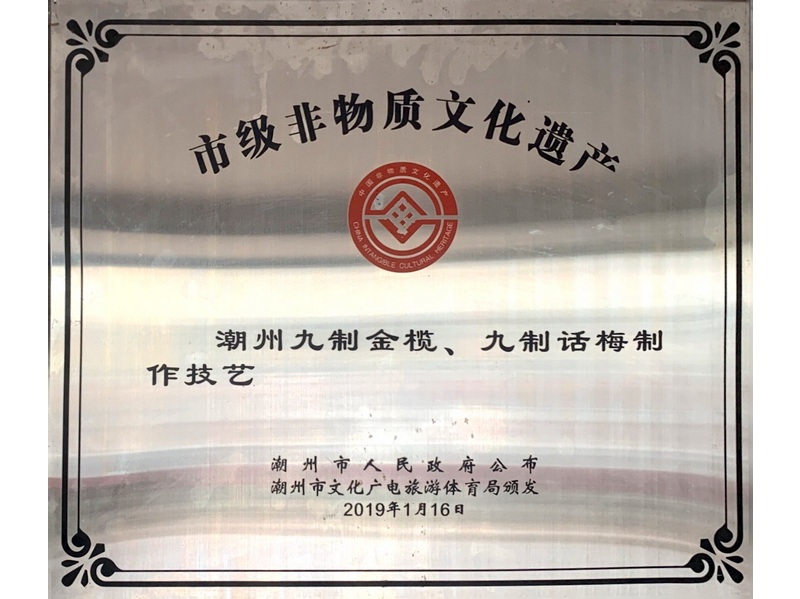 市级非物质文化遗产
中国非物质文化遗产
CHINA INTANGIBLE CULTURAL HERITAGE
潮州九制金榄、九制话梅制
作技艺
潮州市人民政府公布
潮州市文化广电旅游体育局颁发
2019年1月16日